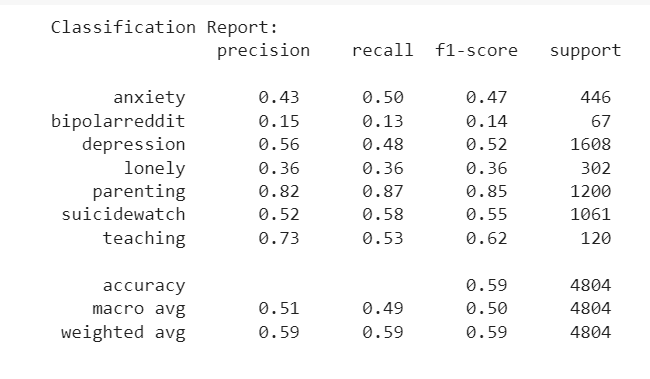 Classification Report:
precision recall f1-score support
anxiety 0.43 0.50 0.47 446
bipolarreddit 0.15 0.13 0.14 67
depression 0.56 0.48 0.52 1608
lonely 0.36 0.36 0.36 302
parenting 0.82 0.87 0.85 1200
suicidewatch 0.52 0.58 0.55 1061
teaching 0.73 0.53 0.62 120
accuracy 0.59 4804
macro avg 0.51 0.49 0.50 4804
weighted avg 0.59 0.59 0.59 4804